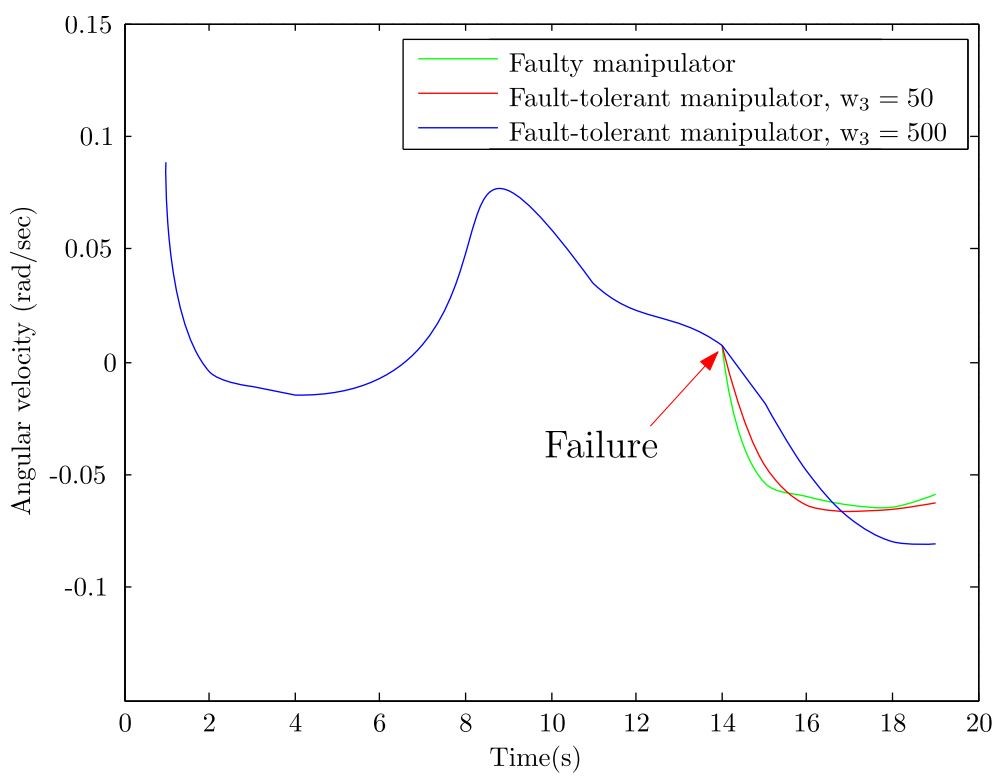 0.15
0.1
0.05
0
-0.05
-0.1
Angular velocity (rad/sec)
Faulty manipulator
Fault-tolerant manipulator, w₃ = 50
Fault-tolerant manipulator, w₃ = 500
Failure
0 2 4 6 8 10 12 14 16 18 20
Time(s)